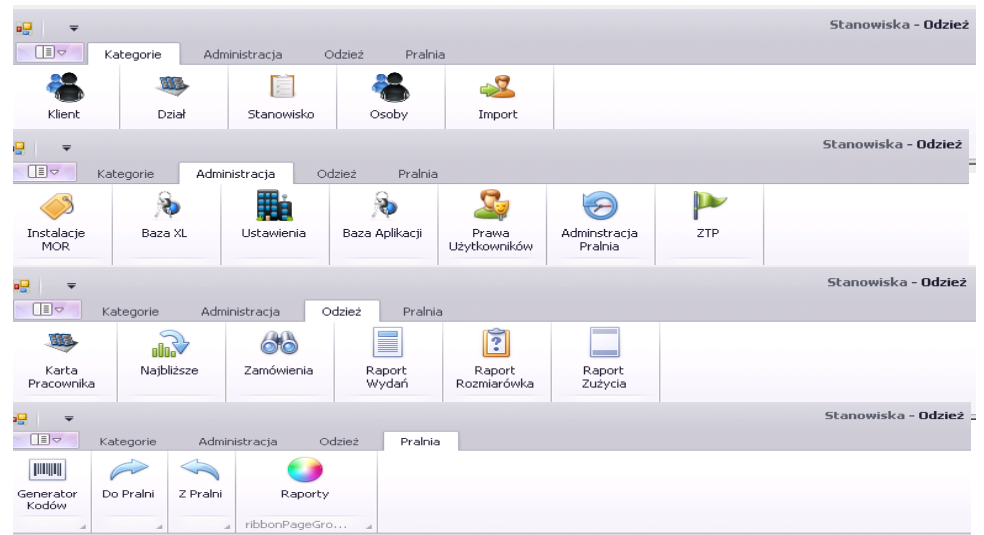 Stanowiska - Odzież
Kategorie Administracja Odzież Pralnia
Klient Dział Stanowisko Osoby Import
Stanowiska - Odzież
Kategorie Administracja Odzież Pralnia
Instalacje MOR Baza XL Ustawienia Baza Aplikacji Prawa Użytkowników Adminstracja Pralnia ZTP
Stanowiska - Odzież
Kategorie Administracja Odzież Pralnia
Karta Pracownika Najbliższe Zamówienia Raport Wydań Raport Rozmiarówka Raport Zużycia
Stanowiska - Odzież
Kategorie Administracja Odzież Pralnia
Generator Kodów Do Pralni Z Pralni Raporty
ribbonPageGro...